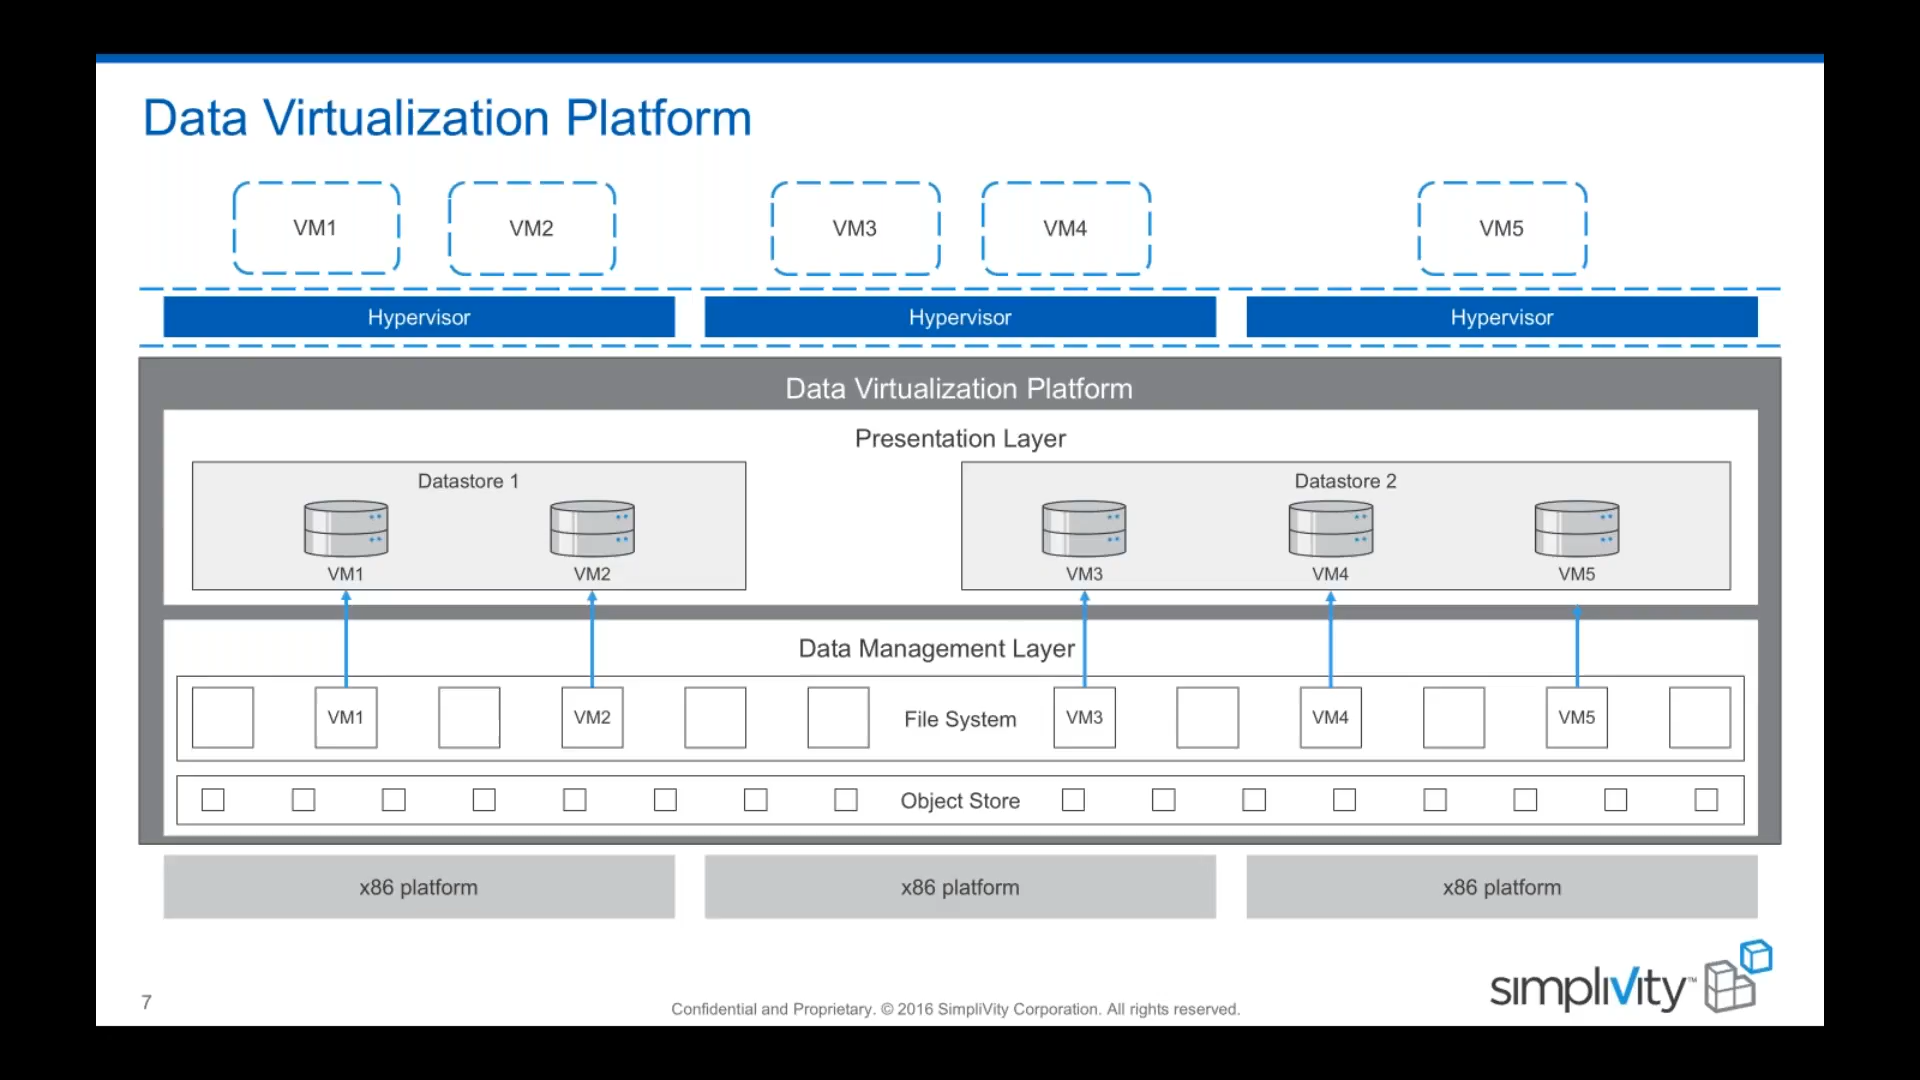 Data Virtualization Platform
VM1 VM2 VM3 VM4 VM5
Hypervisor Hypervisor Hypervisor
Data Virtualization Platform
Presentation Layer
Datastore 1 Datastore 2
VM1 VM2 VM3 VM4 VM5
Data Management Layer
VM1 VM2 File System VM3 VM4 VM5
Object Store
x86 platform x86 platform x86 platform
simplivity™
7 Confidential and Proprietary. © 2016 SimpliVity Corporation. All rights reserved.